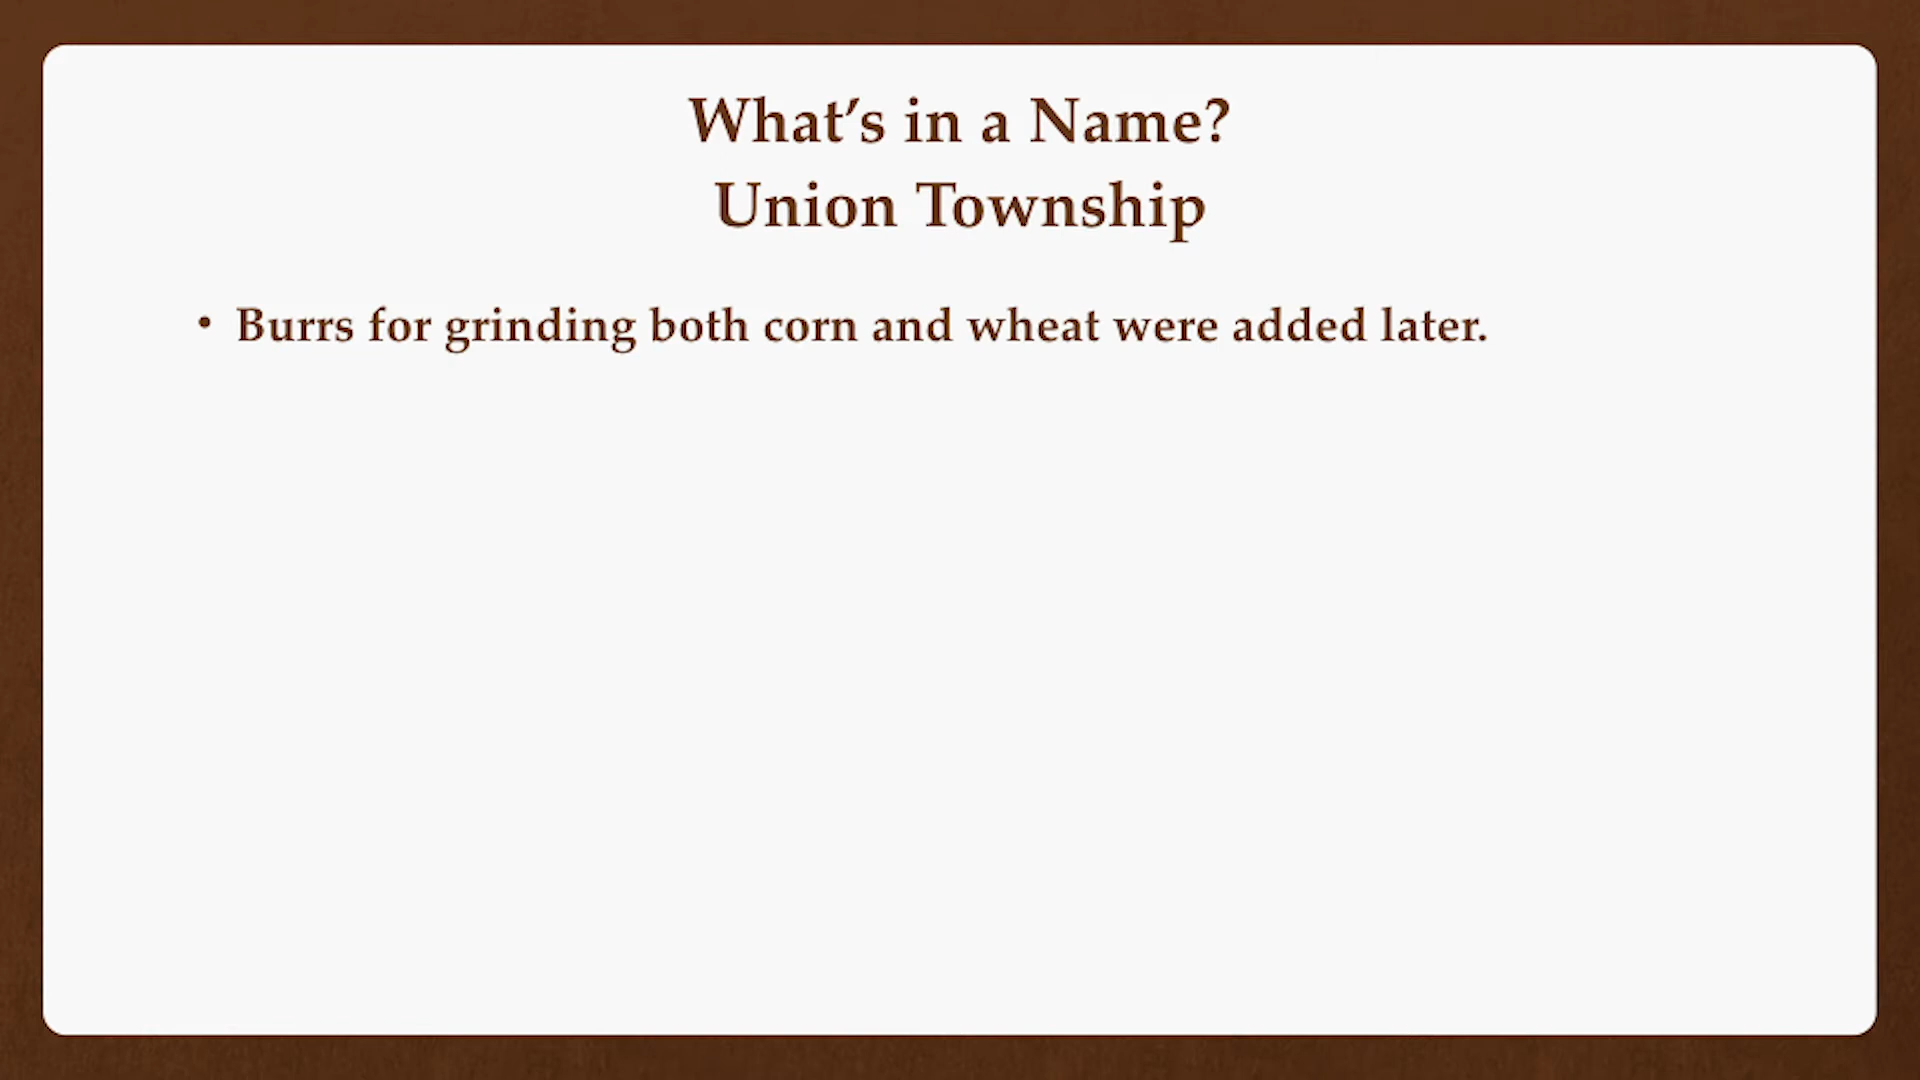 What’s in a Name?
Union Township
• Burrs for grinding both corn and wheat were added later.